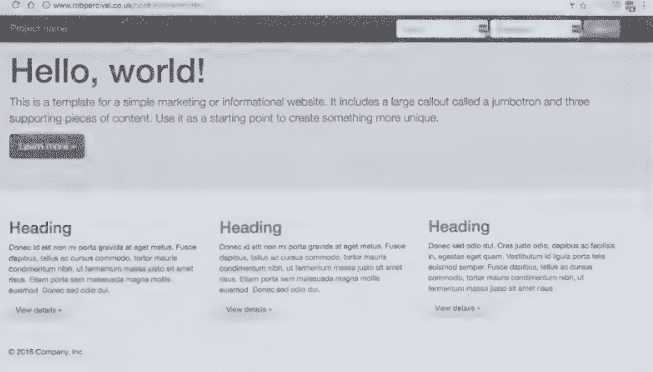 www.robpercival.co.uk
Project name
Hello, world!
This is a template for a simple marketing or informational website. It includes a large callout called a jumbotron and three
supporting pieces of content. Use it as a starting point to create something more unique.
Learn more »
Heading
Donec id elit non mi porta gravida at eget metus. Fusce
dapibus, tellus ac cursus commodo, tortor mauris
condimentum nibh, ut fermentum massa justo sit amet
risus. Etiam porta sem malesuada magna mollis
euismod. Donec sed odio dui.
View details »
Heading
Donec id elit non mi porta gravida at eget metus. Fusce
dapibus, tellus ac cursus commodo, tortor mauris
condimentum nibh, ut fermentum massa justo sit amet
risus. Etiam porta sem malesuada magna mollis
euismod. Donec sed odio dui.
View details »
Heading
Donec sed odio dui. Cras justo odio, dapibus ac facilisis
in, egestas eget quam. Vestibulum id ligula porta felis
euismod semper. Fusce dapibus, tellus ac cursus
commodo, tortor mauris condimentum nibh, ut
fermentum massa justo sit amet risus.
View details »
© 2016 Company, Inc.